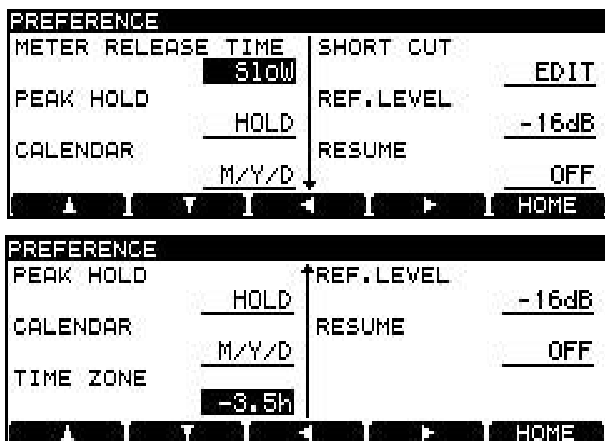 PREFERENCE
METER RELEASE TIME
SloW
PEAK HOLD
HOLD
CALENDAR
M/Y/D
SHORT CUT
EDIT
REF.LEVEL
-16dB
RESUME
OFF
HOME
PREFERENCE
PEAK HOLD
HOLD
CALENDAR
M/Y/D
TIME ZONE
-3.5h
REF.LEVEL
-16dB
RESUME
OFF
HOME